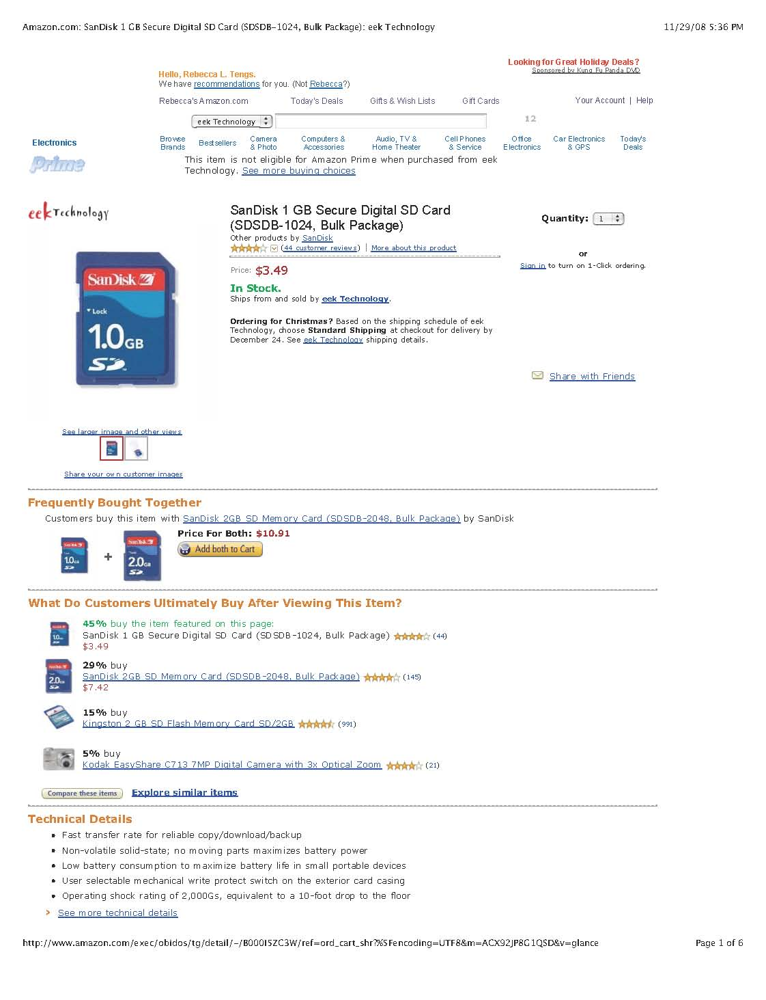 Amazon.com: SanDisk 1 GB Secure Digital SD Card (SDSDB-1024, Bulk Package): eek Technology
11/29/08 5:36 PM
Looking for Great Holiday Deals?
Sponsored by Kung Fu Panda DVD
Hello, Rebecca L. Tengs.
We have recommendations for you. (Not Rebecca?)
Rebecca's Amazon.com Today's Deals Gifts & Wish Lists Gift Cards Your Account | Help
eek Technology
12
Electronics
Browse Brands Bestsellers Camera & Photo Computers & Accessories Audio, TV & Home Theater Cell Phones & Service Office Electronics Car Electronics & GPS Today's Deals
Prime
This item is not eligible for Amazon Prime when purchased from eek
Technology. See more buying choices
eek Technology
SanDisk 1 GB Secure Digital SD Card
(SDSDB-1024, Bulk Package)
Other products by SanDisk
(44 customer reviews) | More about this product
Price: $3.49
In Stock.
Ships from and sold by eek Technology.
Ordering for Christmas? Based on the shipping schedule of eek
Technology, choose Standard Shipping at checkout for delivery by
December 24. See eek Technology shipping details.
Quantity: 1
or
Sign in to turn on 1-Click ordering.
Share with Friends
SanDisk
Lock
1.0GB
SD
See larger image and other views
Share your own customer images
Frequently Bought Together
Customers buy this item with SanDisk 2GB SD Memory Card (SDSDB-2048, Bulk Package) by SanDisk
SanDisk
1.0GB
SD
+
SanDisk
2.0GB
SD
Price For Both: $10.91
Add both to Cart
What Do Customers Ultimately Buy After Viewing This Item?
45% buy the item featured on this page:
SanDisk 1 GB Secure Digital SD Card (SDSDB-1024, Bulk Package) (44)
$3.49
29% buy
SanDisk 2GB SD Memory Card (SDSDB-2048, Bulk Package) (145)
$7.42
15% buy
Kingston 2 GB SD Flash Memory Card SD/2GB (991)
5% buy
Kodak EasyShare C713 7MP Digital Camera with 3x Optical Zoom (21)
Compare these items Explore similar items
Technical Details
• Fast transfer rate for reliable copy/download/backup
• Non-volatile solid-state; no moving parts maximizes battery power
• Low battery consumption to maximize battery life in small portable devices
• User selectable mechanical write protect switch on the exterior card casing
• Operating shock rating of 2,000Gs, equivalent to a 10-foot drop to the floor
› See more technical details
http://www.amazon.com/exec/obidos/tg/detail/-/B000I5ZC3W/ref=ord_cart_shr?%5Fencoding=UTF8&m=ACX92JP8G1QSD&v=glance
Page 1 of 6